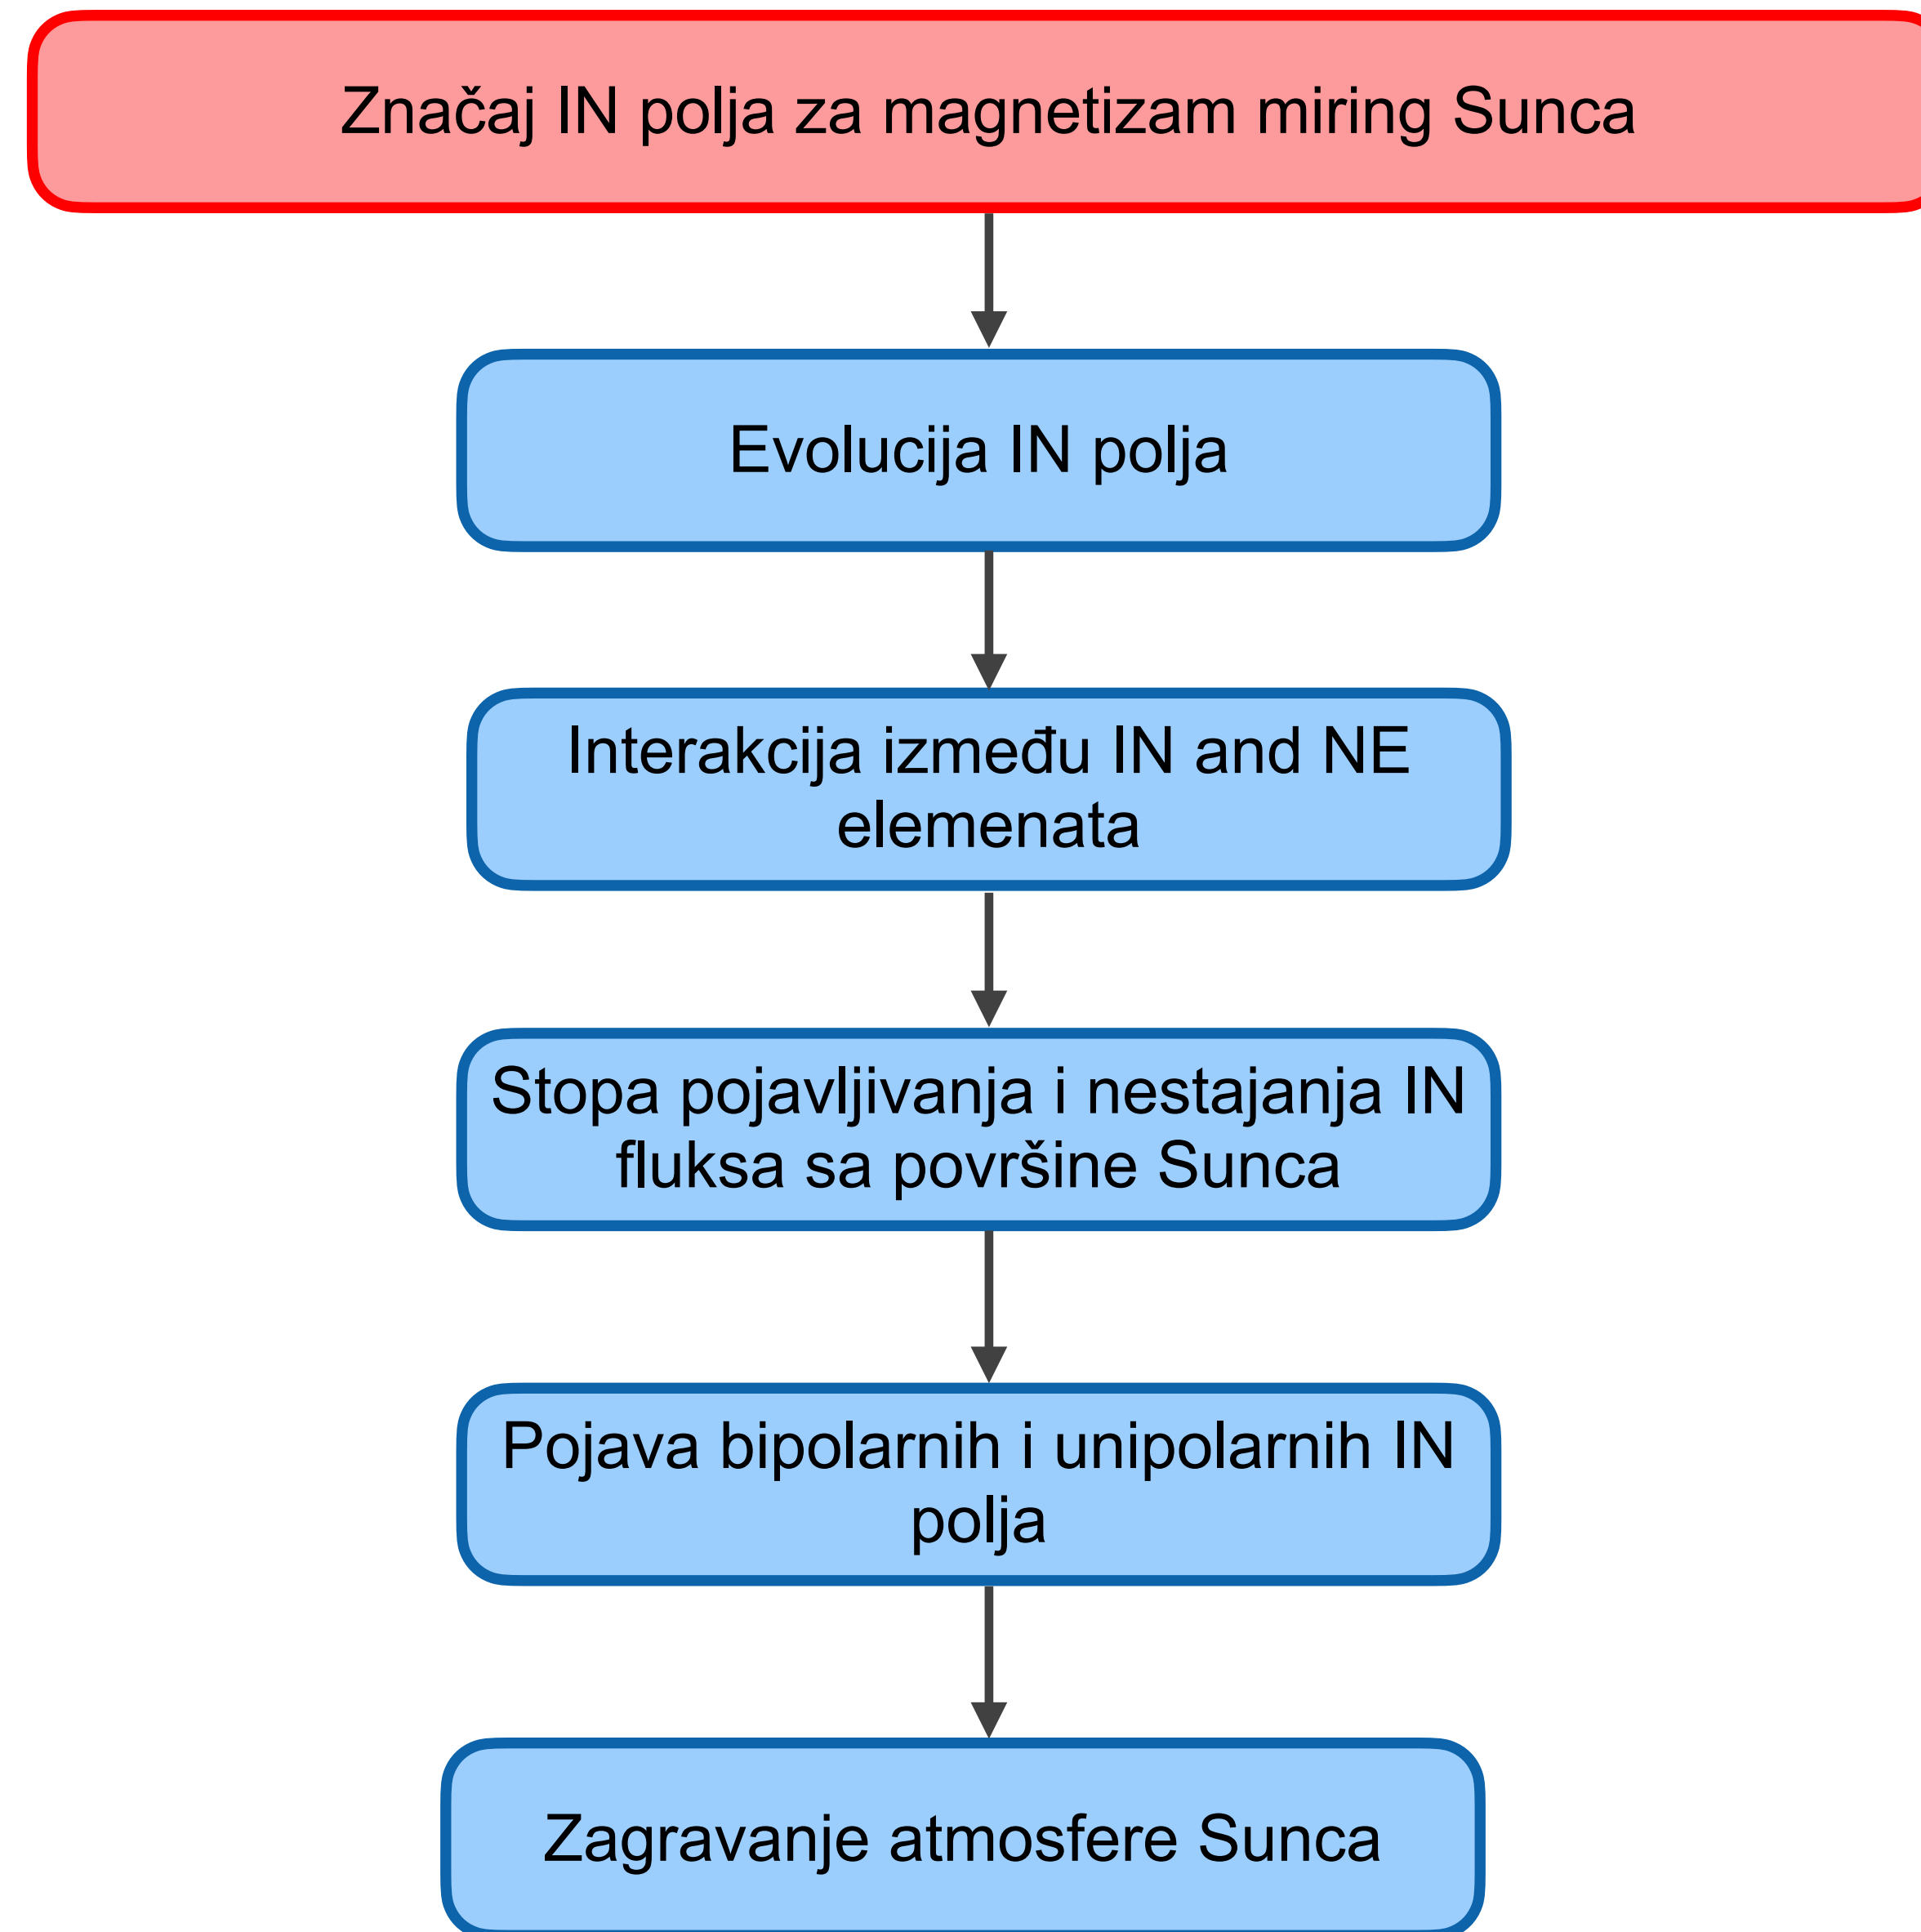 Značaj IN polja za magnetizam miring Sunca
Evolucija IN polja
Interakcija između IN and NE
elemenata
Stopa pojavljivanja i nestajanja IN
fluksa sa površine Sunca
Pojava bipolarnih i unipolarnih IN
polja
Zagravanje atmosfere Sunca